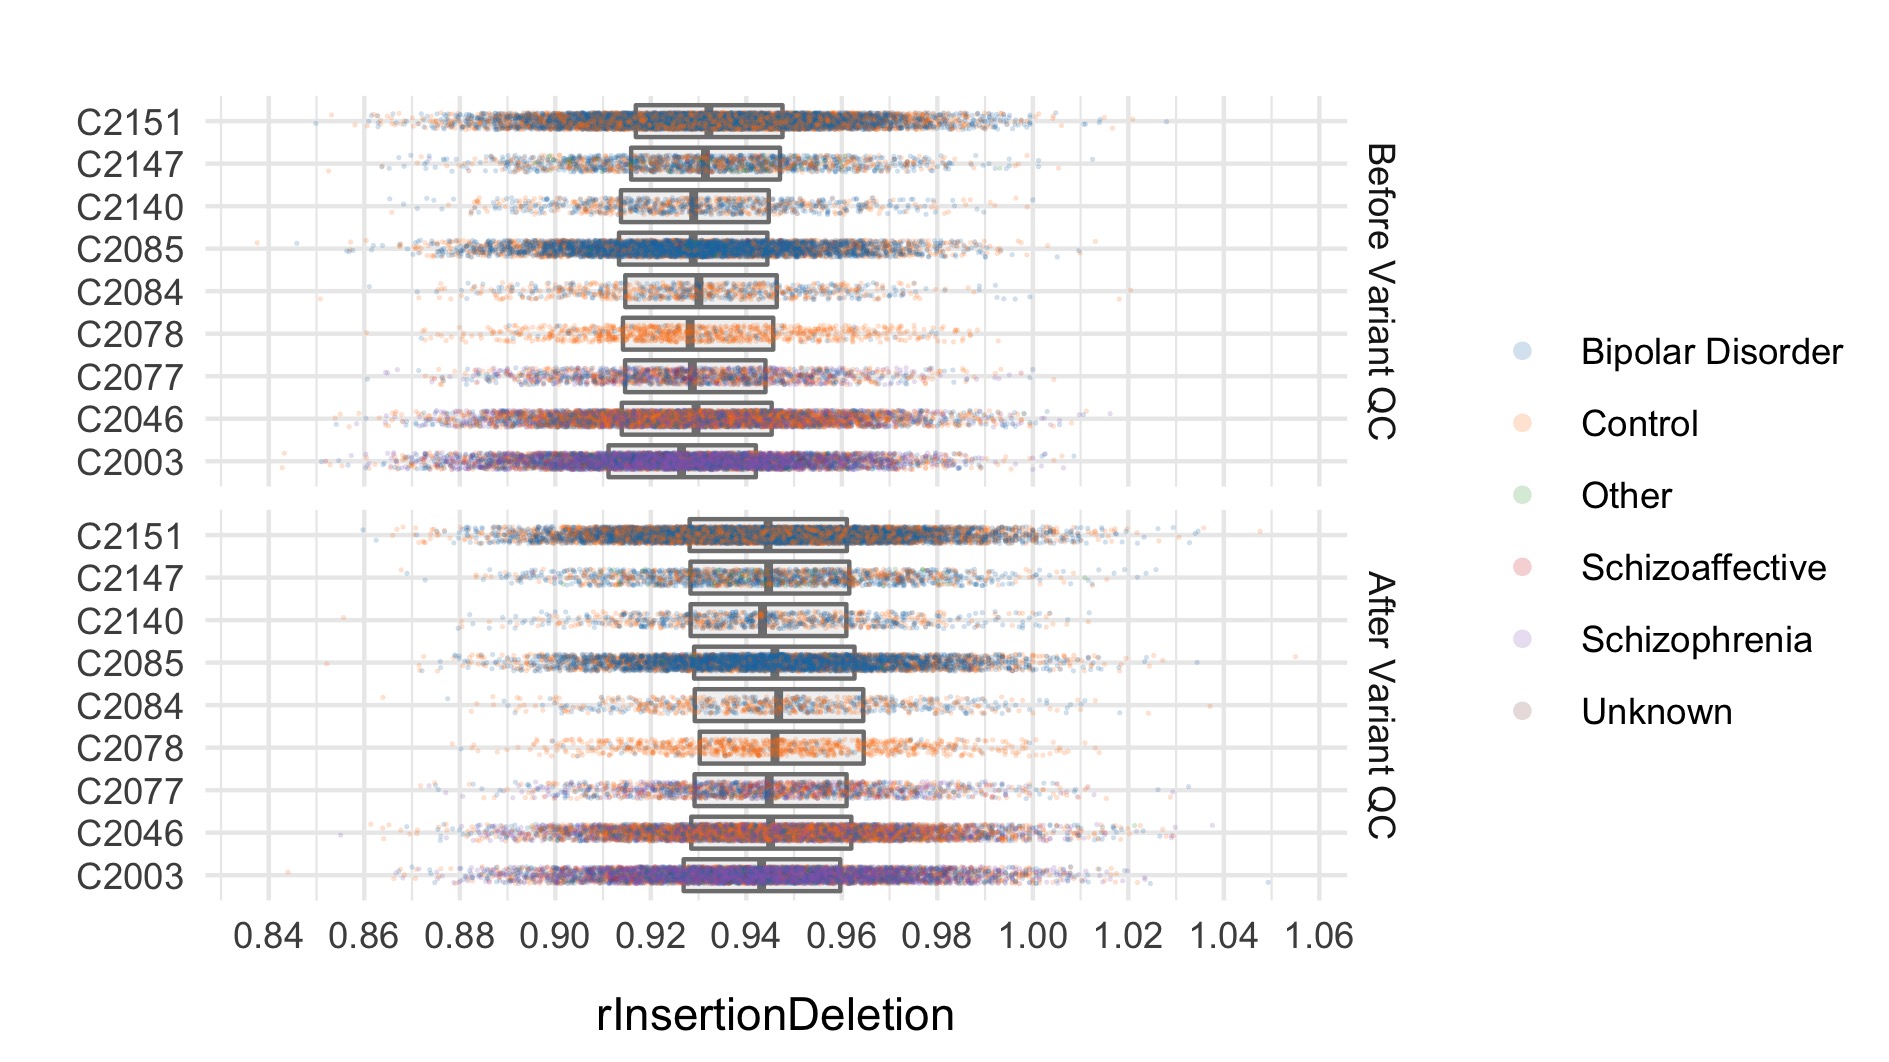 C2151
C2147
C2140
C2085
C2084
C2078
C2077
C2046
C2003
Before Variant QC
C2151
C2147
C2140
C2085
C2084
C2078
C2077
C2046
C2003
After Variant QC
0.84 0.86 0.88 0.90 0.92 0.94 0.96 0.98 1.00 1.02 1.04 1.06
rInsertionDeletion
Bipolar Disorder
Control
Other
Schizoaffective
Schizophrenia
Unknown